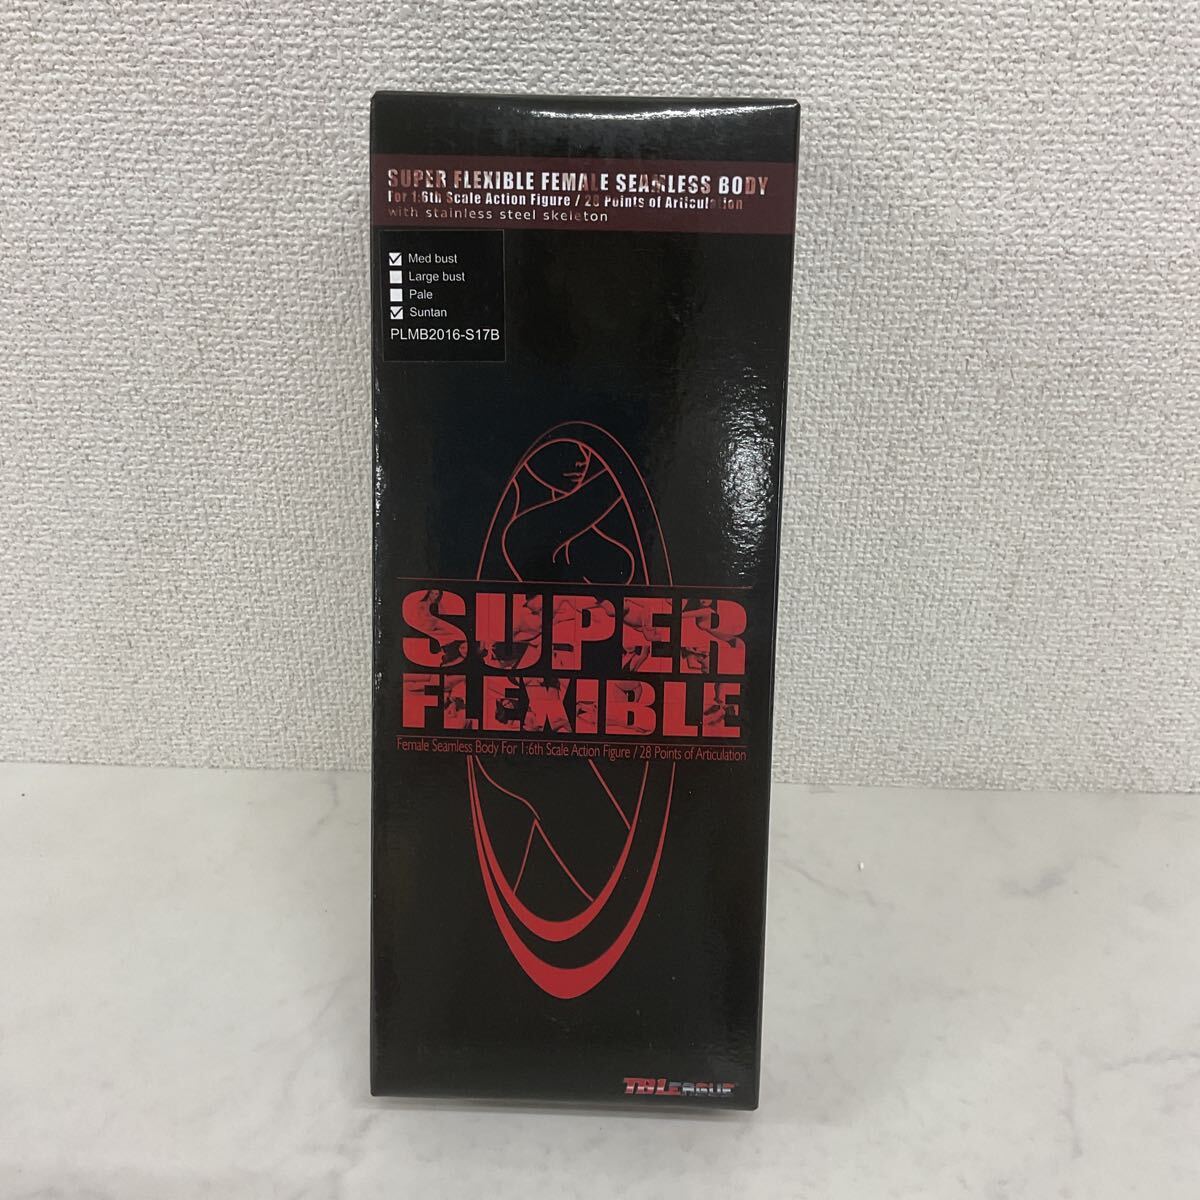 SUPER FLEXIBLE FEMALE SEAMLESS BODY
For 1:6th Scale Action Figure / 28 Points of Articulation
with stainless steel skeleton
Med bust
Large bust
Pale
Suntan
PLMB2016-S17B
SUPER
FLEXIBLE
Female Seamless Body For 1:6th Scale Action Figure / 28 Points of Articulation
TBLEAGUE